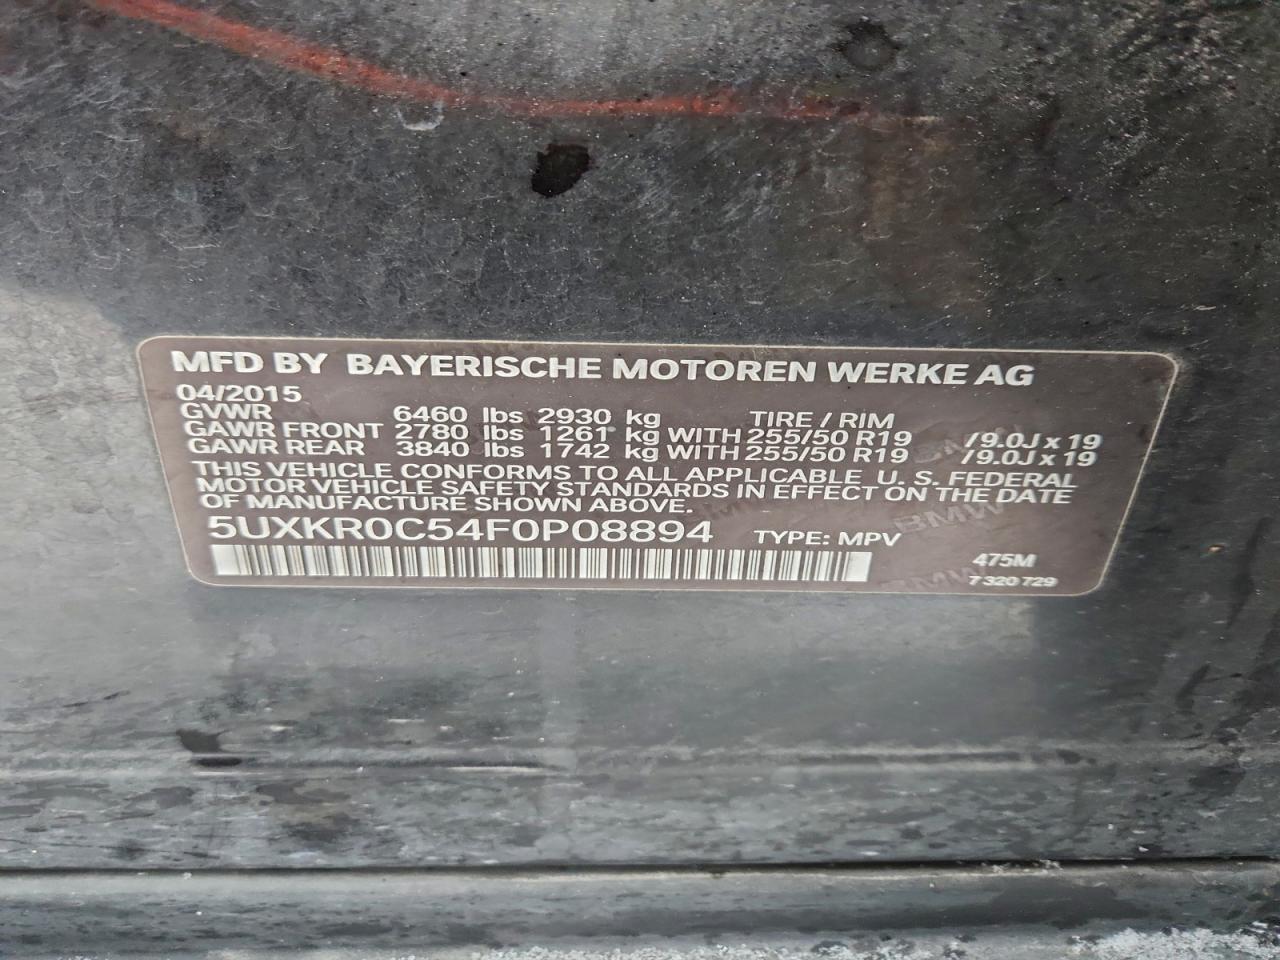 MFD BY BAYERISCHE MOTOREN WERKE AG
04/2015
GVWR 6460 lbs 2930 kg TIRE / RIM
GAWR FRONT 2780 lbs 1261 kg WITH 255/50 R19 /9.0J x 19
GAWR REAR 3840 lbs 1742 kg WITH 255/50 R19 /9.0J x 19
THIS VEHICLE CONFORMS TO ALL APPLICABLE U. S. FEDERAL
MOTOR VEHICLE SAFETY STANDARDS IN EFFECT ON THE DATE
OF MANUFACTURE SHOWN ABOVE.
BMW
5UXKR0C54F0P08894 TYPE: MPV
475M
BMW
7 320 729